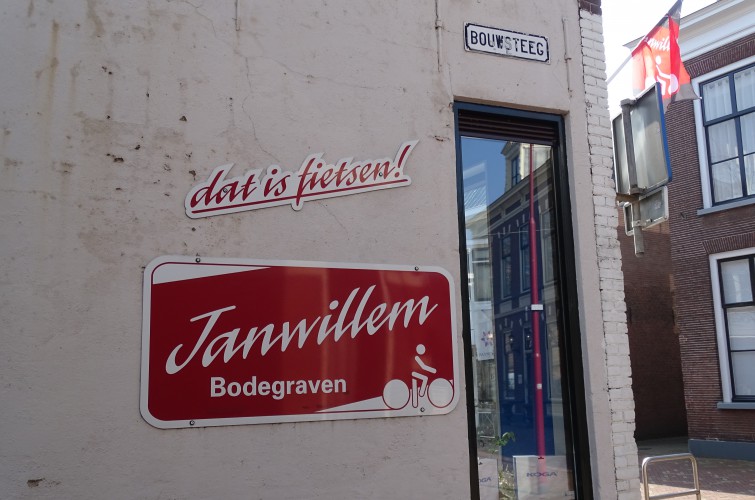 BOUWSTEEG
dat is fietsen!
Janwillem
Bodegraven